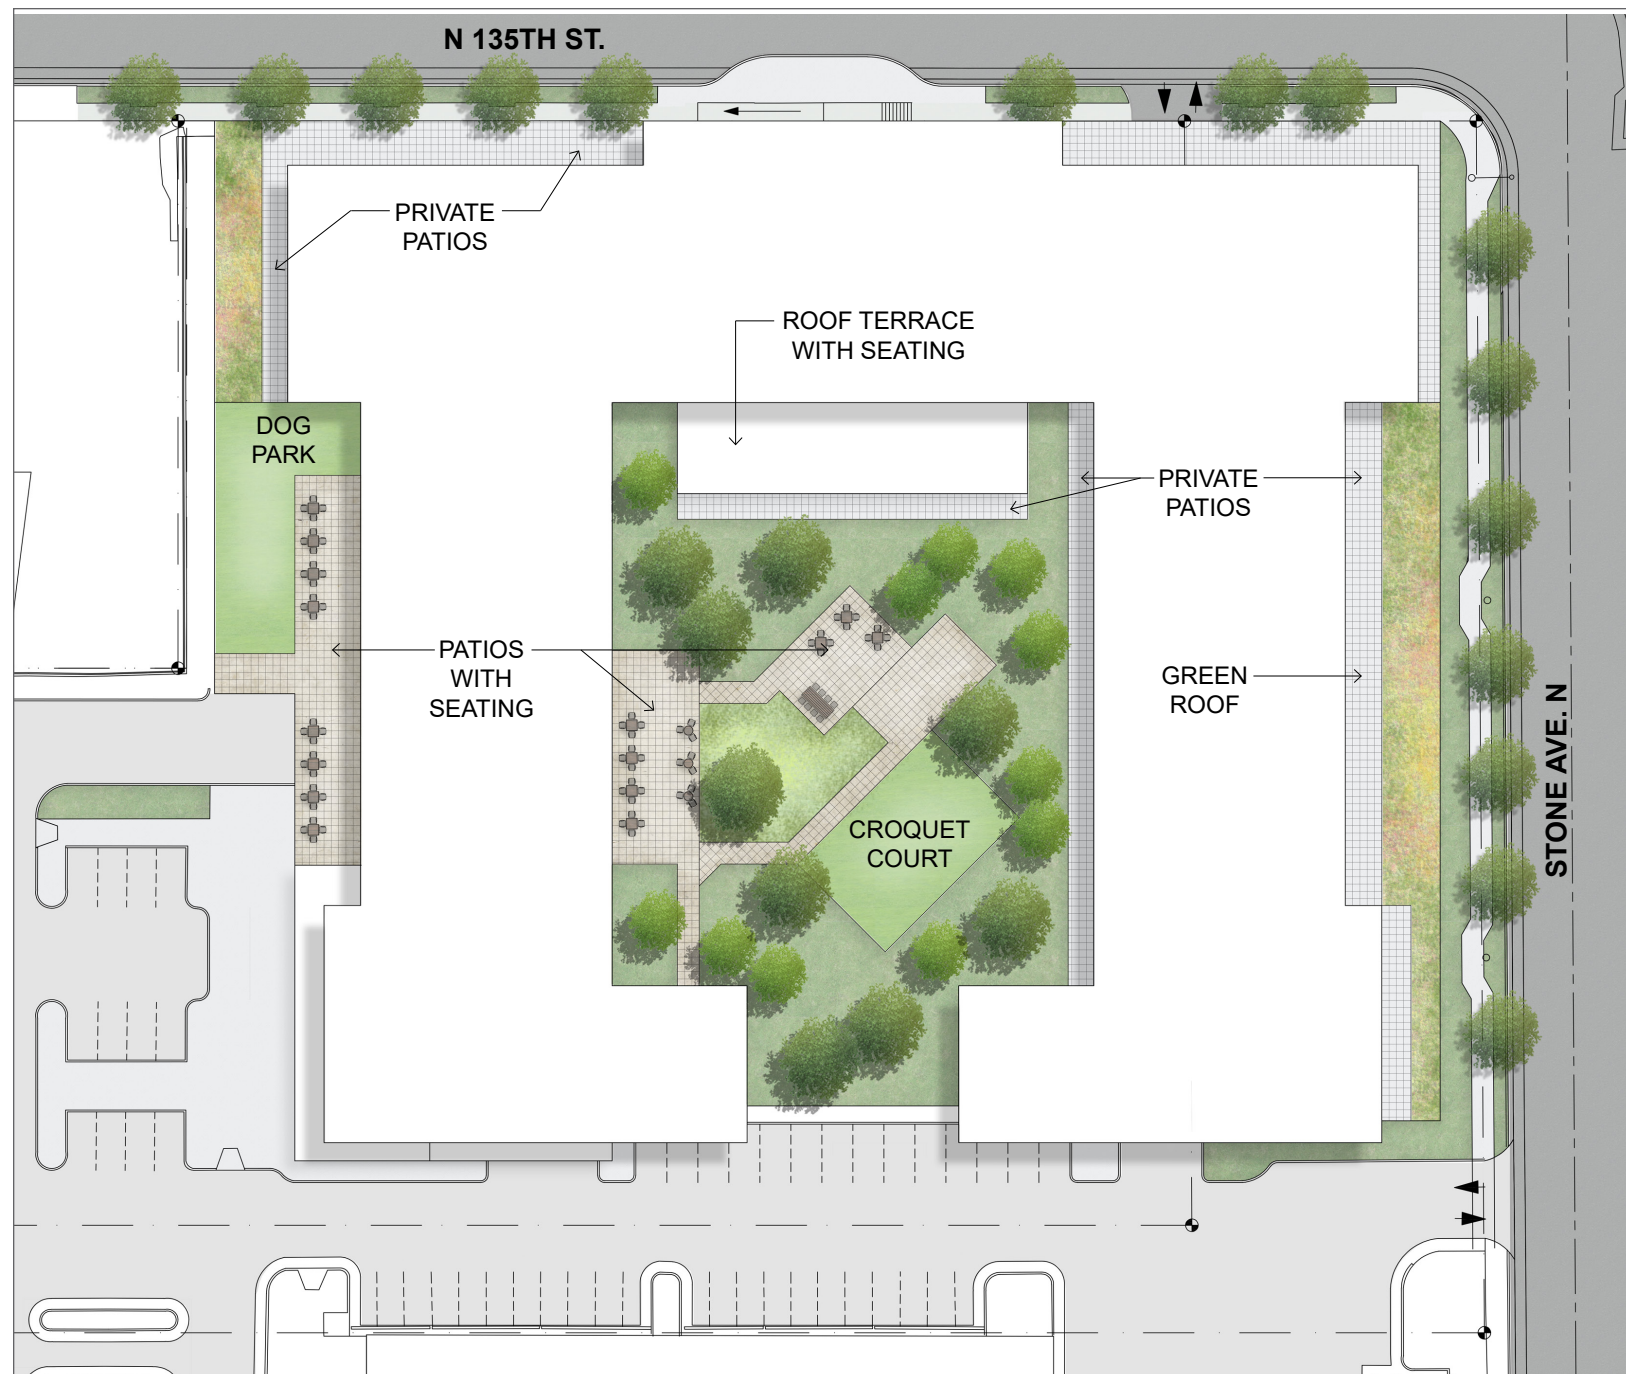 N 135TH ST.
PRIVATE
PATIOS
ROOF TERRACE
WITH SEATING
DOG
PARK
PRIVATE
PATIOS
PATIOS
WITH
SEATING
GREEN
ROOF
STONE AVE. N
CROQUET
COURT